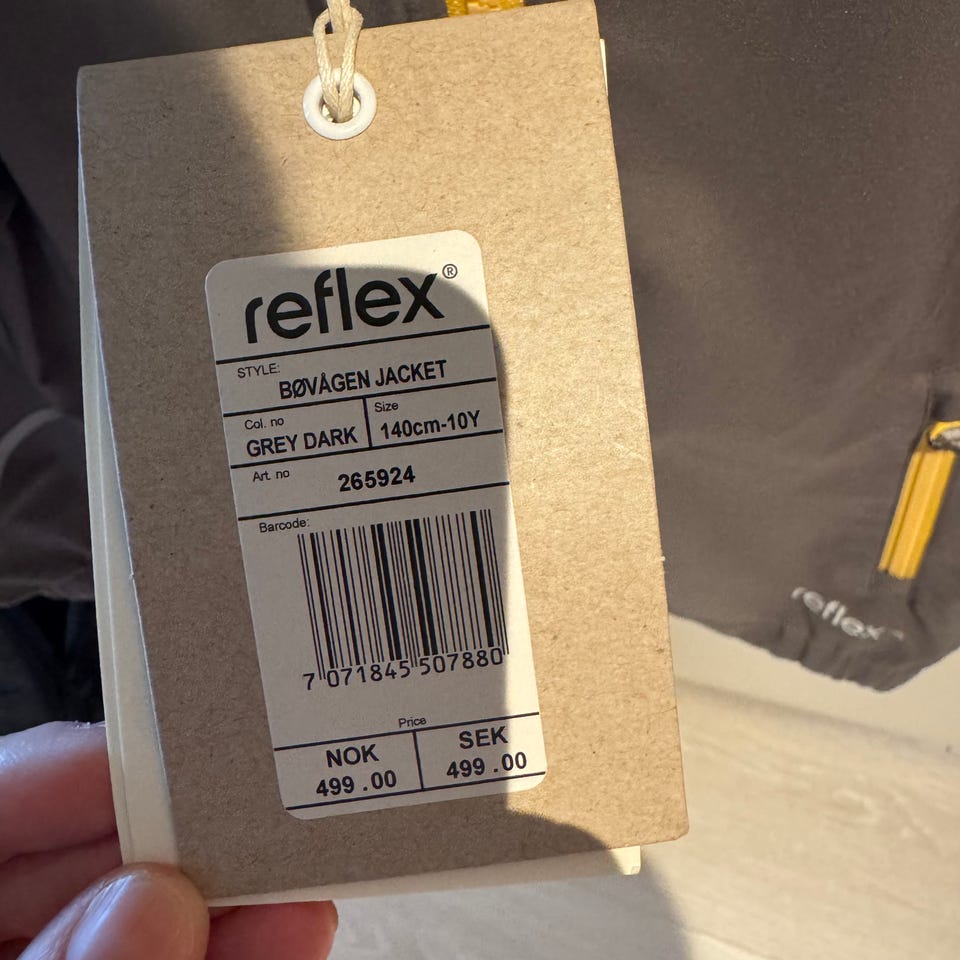 reflex®
STYLE:
BØVÅGEN JACKET
Col. no
GREY DARK
Size
140cm-10Y
Art. no
265924
Barcode:
7 071845 507880
Price
NOK
499 .00
SEK
499 .00
reflex